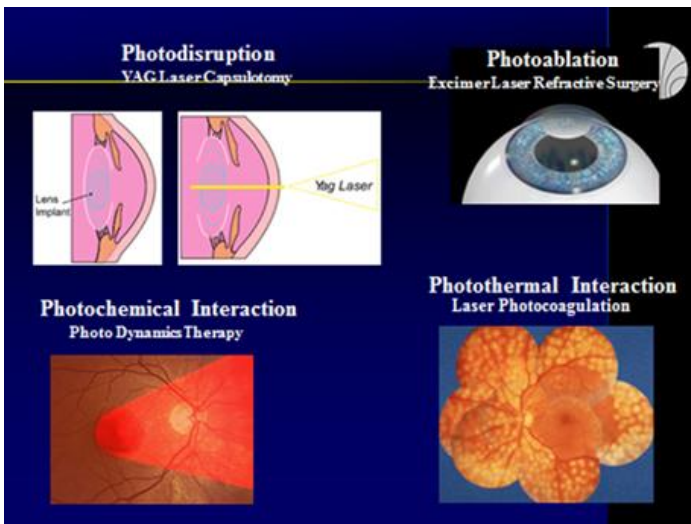 Photodisruption
YAG Laser Capsulotomy
Photoablation
Excimer Laser Refractive Surgery
Lens
Implant
Yag Laser
Photochemical Interaction
Photo Dynamics Therapy
Photothermal Interaction
Laser Photocoagulation